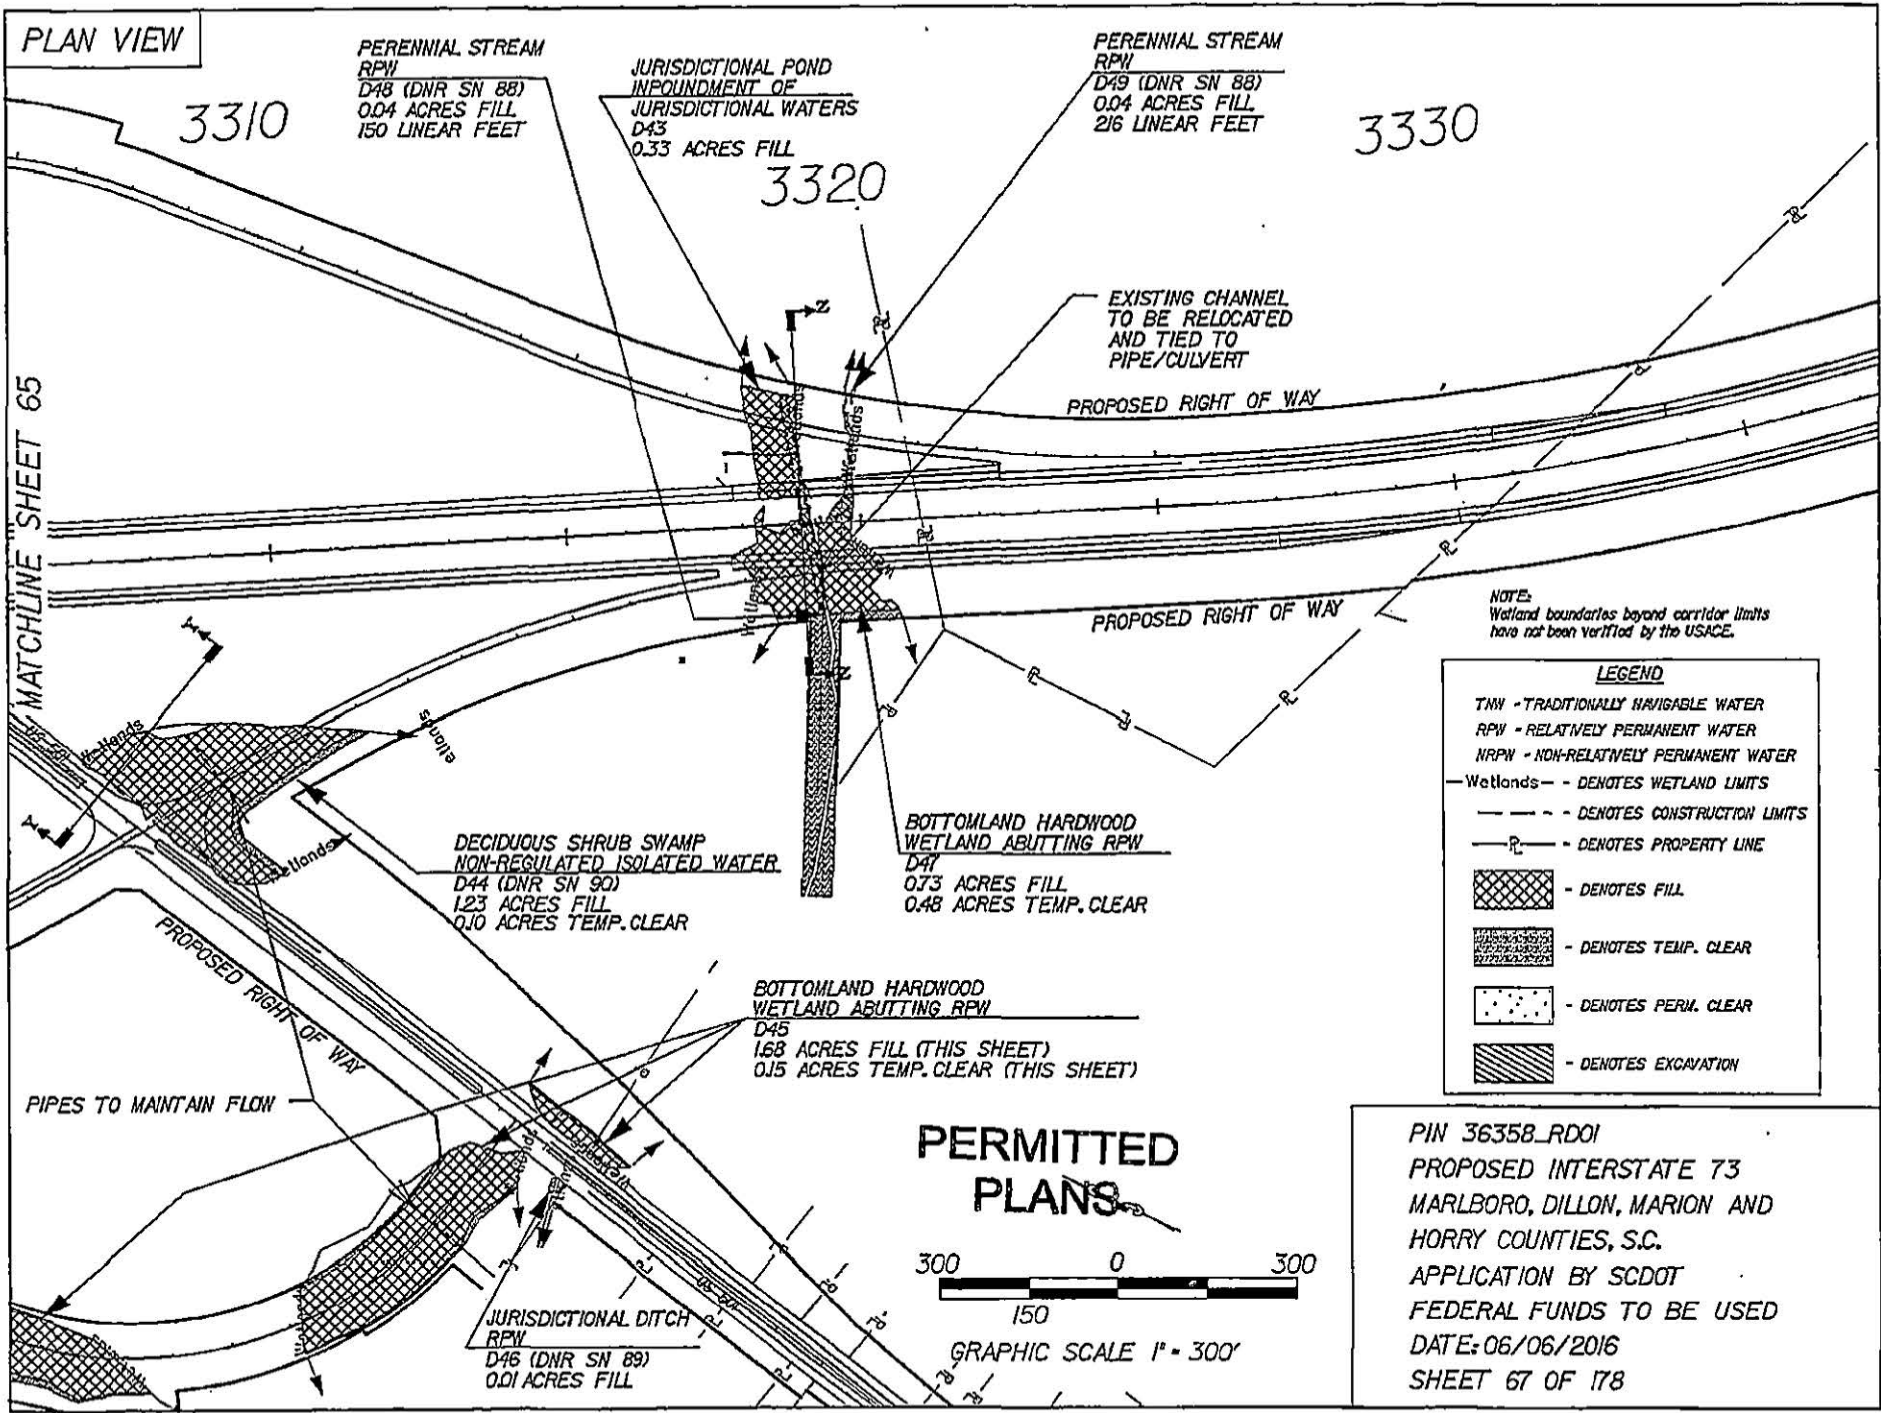 PLAN VIEW
PERENNIAL STREAM
RPW
D48 (DNR SN 88)
0.04 ACRES FILL
150 LINEAR FEET
JURISDICTIONAL POND
INPOUNDMENT OF
JURISDICTIONAL WATERS
D43
0.33 ACRES FILL
PERENNIAL STREAM
RPW
D49 (DNR SN 88)
0.04 ACRES FILL
216 LINEAR FEET
3310
3320
3330
EXISTING CHANNEL
TO BE RELOCATED
AND TIED TO
PIPE/CULVERT
PROPOSED RIGHT OF WAY
MATCHLINE SHEET 65
PROPOSED RIGHT OF WAY
NOTE:
Wetland boundaries beyond corridor limits
have not been verified by the USACE.
LEGEND
TNW - TRADITIONALLY NAVIGABLE WATER
RPW - RELATIVELY PERMANENT WATER
NRPW - NON-RELATIVELY PERMANENT WATER
Wetlands - DENOTES WETLAND LIMITS
- DENOTES CONSTRUCTION LIMITS
PL - DENOTES PROPERTY LINE
- DENOTES FILL
- DENOTES TEMP. CLEAR
- DENOTES PERM. CLEAR
- DENOTES EXCAVATION
DECIDUOUS SHRUB SWAMP
NON-REGULATED ISOLATED WATER
D44 (DNR SN 90)
1.23 ACRES FILL
0.10 ACRES TEMP. CLEAR
BOTTOMLAND HARDWOOD
WETLAND ABUTTING RPW
D47
0.73 ACRES FILL
0.48 ACRES TEMP. CLEAR
PROPOSED RIGHT OF WAY
BOTTOMLAND HARDWOOD
WETLAND ABUTTING RPW
D45
1.68 ACRES FILL (THIS SHEET)
0.15 ACRES TEMP. CLEAR (THIS SHEET)
PIPES TO MAINTAIN FLOW
JURISDICTIONAL DITCH
RPW
D46 (DNR SN 89)
0.01 ACRES FILL
PERMITTED
PLANS
300 0 300
150
GRAPHIC SCALE 1" = 300'
PIN 36358_RD01
PROPOSED INTERSTATE 73
MARLBORO, DILLON, MARION AND
HORRY COUNTIES, S.C.
APPLICATION BY SCDOT
FEDERAL FUNDS TO BE USED
DATE: 06/06/2016
SHEET 67 OF 178